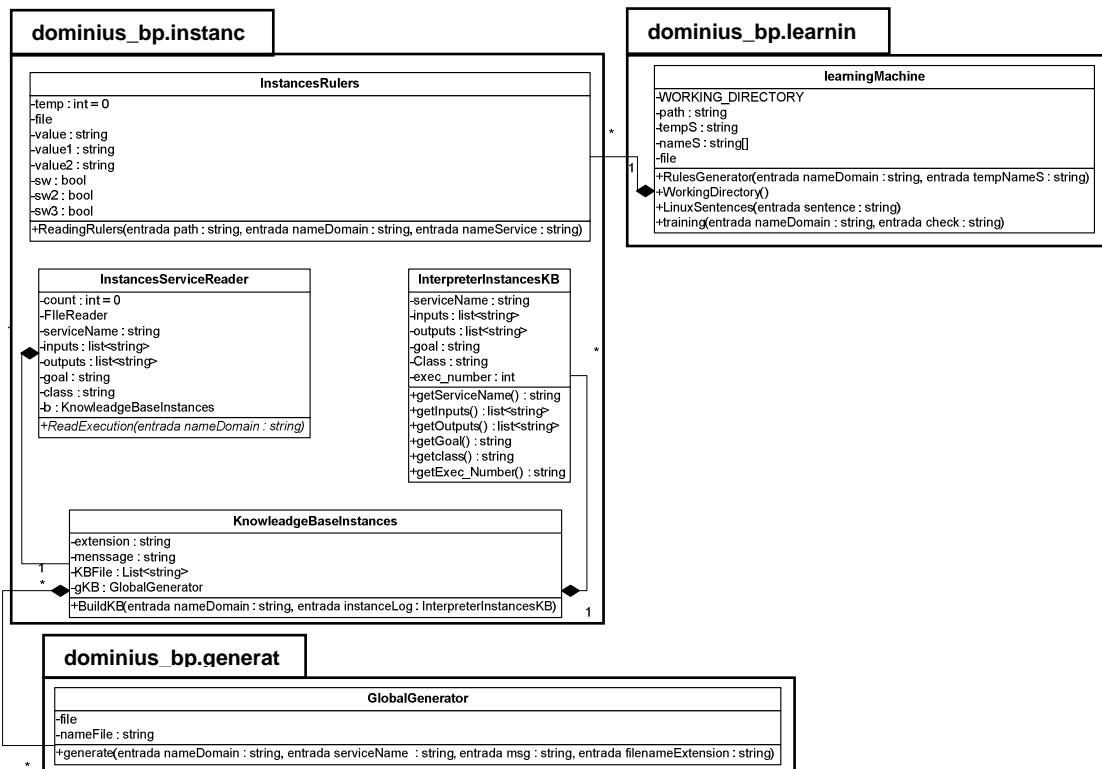 dominius_bp.instanc
InstancesRulers
-temp : int = 0
-file
-value : string
-value1 : string
-value2 : string
-sw : bool
-sw2 : bool
-sw3 : bool
+ReadingRulers(entrada path : string, entrada nameDomain : string, entrada nameService : string)
*
1
dominius_bp.learnin
learningMachine
-WORKING_DIRECTORY
-path : string
-tempS : string
-nameS : string[]
-file
+RulesGenerator(entrada nameDomain : string, entrada tempNameS : string)
+WorkingDirectory()
+LinuxSentences(entrada sentence : string)
+training(entrada nameDomain : string, entrada check : string)
InstancesServiceReader
-count : int = 0
-FIleReader
-serviceName : string
-inputs : list<string>
-outputs : list<string>
-goal : string
-class : string
-b : KnowleadgeBaseInstances
+ReadExecution(entrada nameDomain : string)
InterpreterInstancesKB
-serviceName : string
-inputs : list<string>
-outputs : list<string>
-goal : string
-Class : string
-exec_number : int
+getServiceName() : string
+getInputs() : list<string>
+getOutputs() : list<string>
+getGoal() : string
+getclass() : string
+getExec_Number() : string
*
KnowleadgeBaseInstances
-extension : string
-menssage : string
-KBFile : List<string>
-gKB : GlobalGenerator
+BuildKB(entrada nameDomain : string, entrada instanceLog : InterpreterInstancesKB)
1
*
1
dominius_bp.generat
GlobalGenerator
-file
-nameFile : string
+generate(entrada nameDomain : string, entrada serviceName : string, entrada msg : string, entrada filenameExtension : string)
*